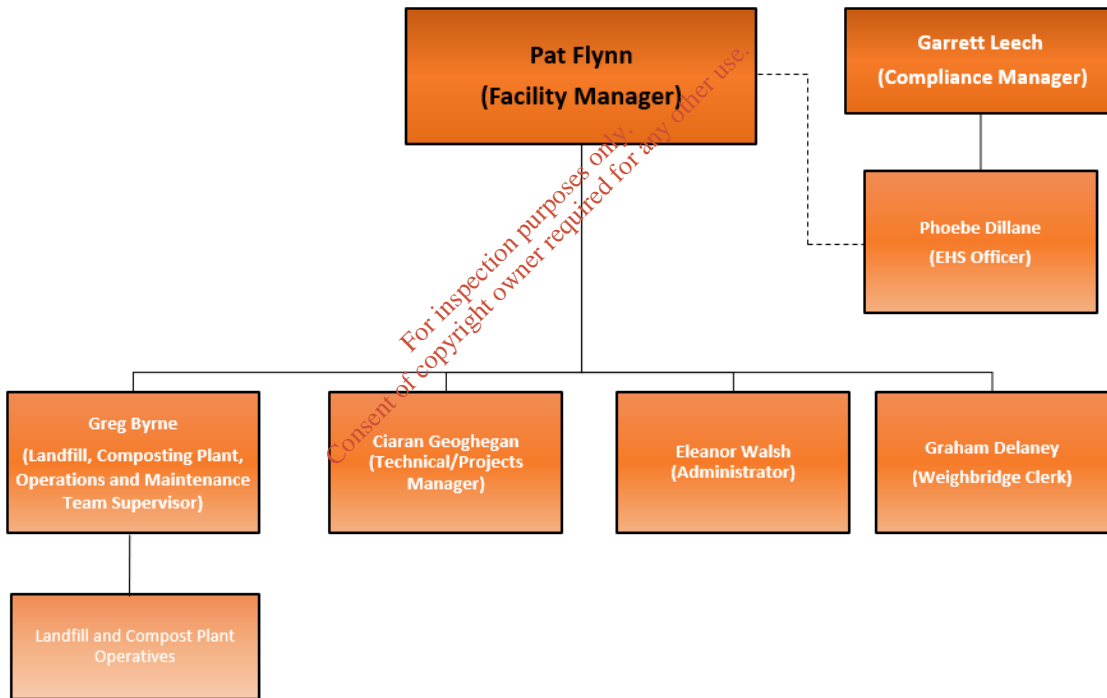 Pat Flynn
(Facility Manager)
Garrett Leech
(Compliance Manager)
Phoebe Dillane
(EHS Officer)
For inspection purposes only.
Consent of copyright owner required for any other use.
Greg Byrne
(Landfill, Composting Plant,
Operations and Maintenance
Team Supervisor)
Ciaran Geoghegan
(Technical/Projects
Manager)
Eleanor Walsh
(Administrator)
Graham Delaney
(Weighbridge Clerk)
Landfill and Compost Plant
Operatives